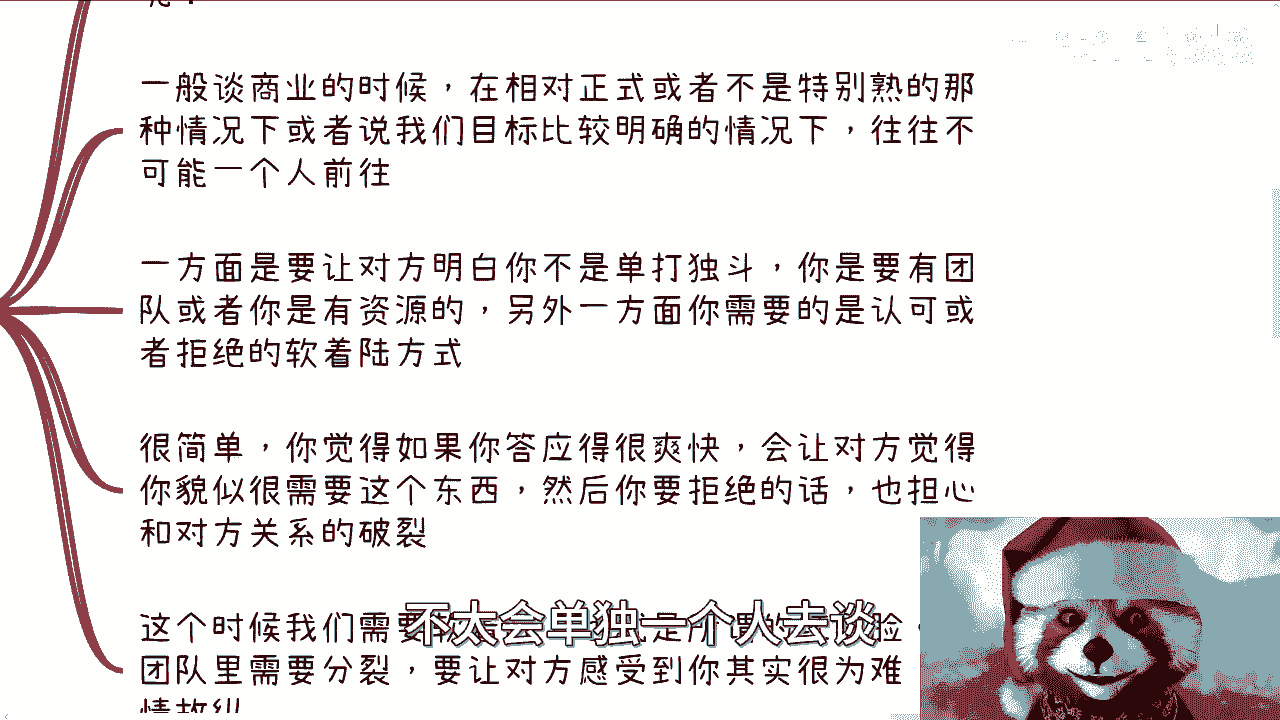 一般谈商业的时候，在相对正式或者不是特别熟的那
种情况下或者说我们目标比较明确的情况下，往往不
可能一个人前往
一方面是要让对方明白你不是单打独斗，你是要有团
队或者你是有资源的，另外一方面你需要的是认可或
者拒绝的软着陆方式
很简单，你觉得如果你答应得很爽快，会让对方觉得
你貌似很需要这个东西，然后你要拒绝的话，也担心
和对方关系的破裂
这个时候我们需要
不太会单独一个人去谈
团队里需要分裂，要让对方感受到你其实很为难
情故纵